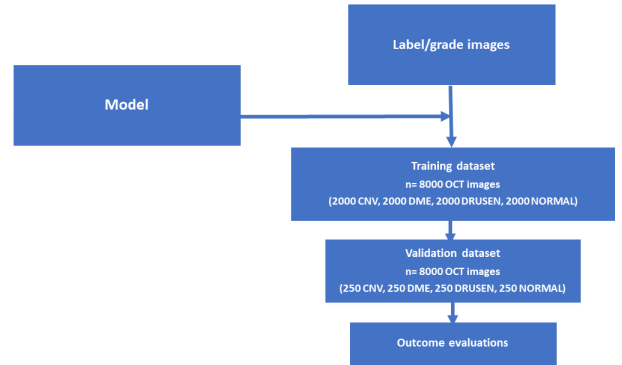 Label/grade images
Model
Training dataset
n= 8000 OCT images
(2000 CNV, 2000 DME, 2000 DRUSEN, 2000 NORMAL)
Validation dataset
n= 8000 OCT images
(250 CNV, 250 DME, 250 DRUSEN, 250 NORMAL)
Outcome evaluations